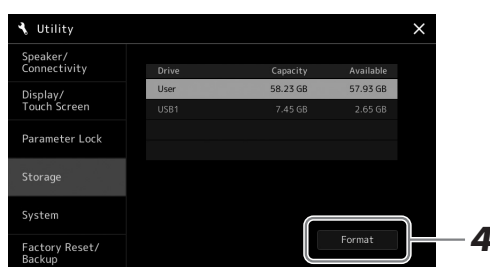 Utility
Speaker/
Connectivity
Display/
Touch Screen
Parameter Lock
Storage
System
Factory Reset/
Backup
Drive Capacity Available
User 58.23 GB 57.93 GB
USB1 7.45 GB 2.65 GB
Format
4